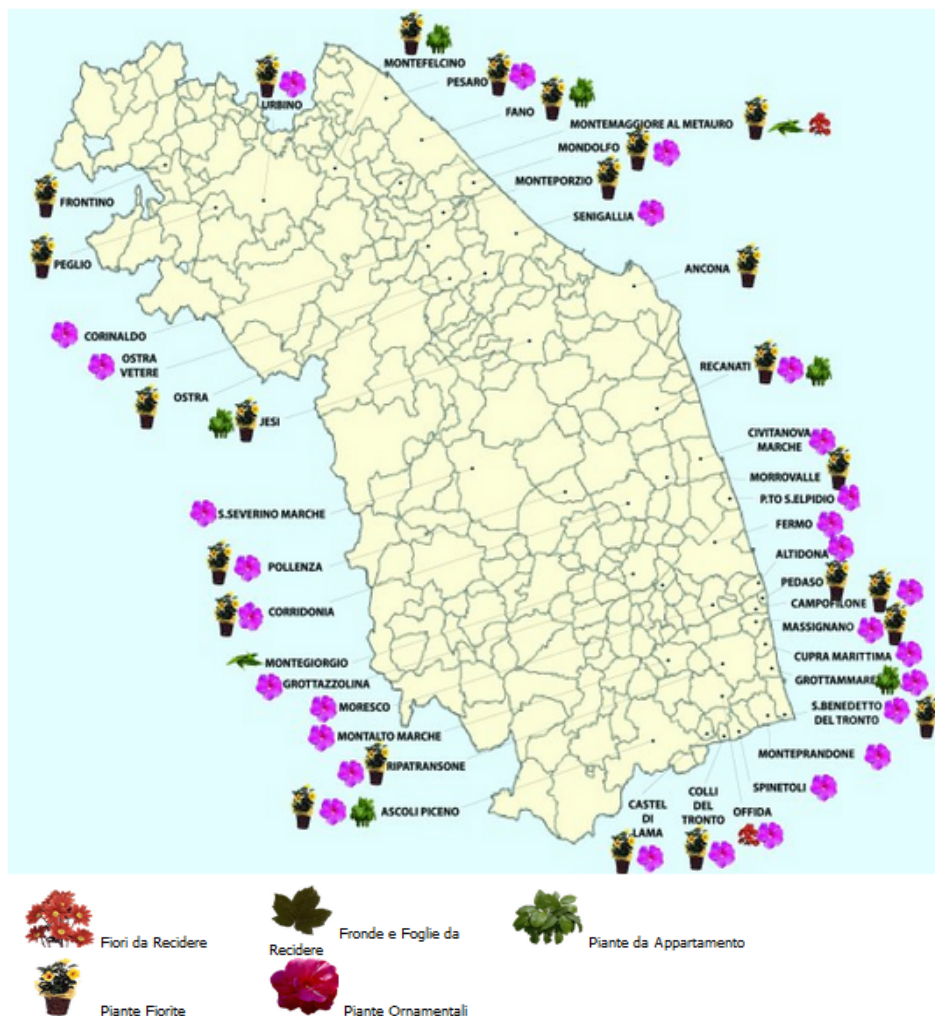 MONTEFELCINO
PESARO
URBINO
FANO
MONTEMAGGIORE AL METAURO
MONDOLFO
MONTEPORZIO
FRONTINO
SENIGALLIA
PEGLIO
ANCONA
CORINALDO
OSTRA
VETERE
RECANATI
OSTRA
JESI
CIVITANOVA
MARCHE
MORROVALLE
P.TO S.ELPIDIO
S.SEVERINO MARCHE
FERMO
ALTIDONA
POLLENZA
PEDASO
CAMPOFILONE
CORRIDONIA
MASSIGNANO
CUPRA MARITTIMA
MONTEGIORGIO
GROTTAMMARE
GROTTAZZOLINA
MORESCO
S.BENEDETTO
DEL TRONTO
MONTALTO MARCHE
MONTEPRANDONE
RIPATRANSONE
SPINETOLI
ASCOLI PICENO
CASTEL
DI
LAMA
COLLI
DEL
TRONTO
OFFIDA
Fiori da Recidere
Fronde e Foglie da
Recidere
Piante da Appartamento
Piante Fiorite
Piante Ornamentali